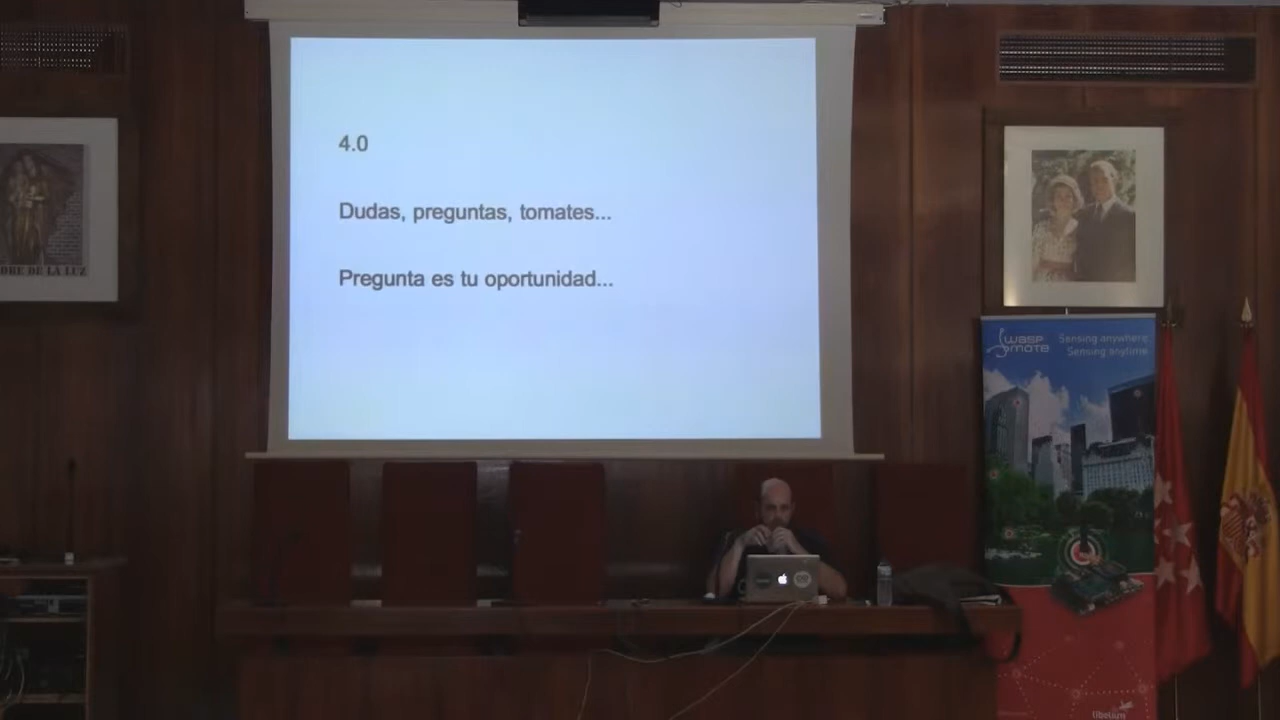 4.0
Dudas, preguntas, tomates...
Pregunta es tu oportunidad...
DRE DE LA LUZ
wasp
mote
Sensing anywhere
Sensing anytime
libelium